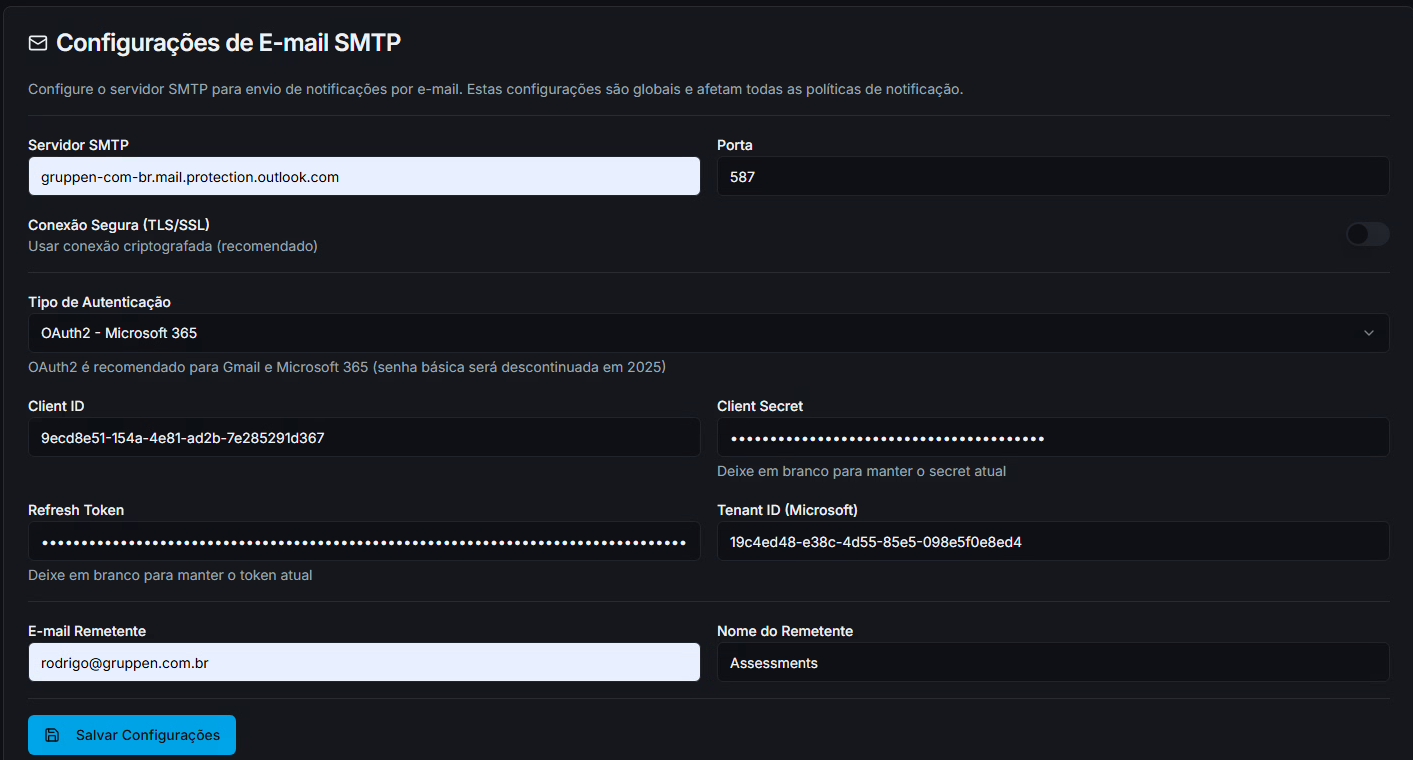 Configurações de E-mail SMTP
Configure o servidor SMTP para envio de notificações por e-mail. Estas configurações são globais e afetam todas as políticas de notificação.
Servidor SMTP
Porta
gruppen-com-br.mail.protection.outlook.com
587
Conexão Segura (TLS/SSL)
Usar conexão criptografada (recomendado)
Tipo de Autenticação
OAuth2 - Microsoft 365
OAuth2 é recomendado para Gmail e Microsoft 365 (senha básica será descontinuada em 2025)
Client ID
Client Secret
9ecd8e51-154a-4e81-ad2b-7e285291d367
Deixe em branco para manter o secret atual
Refresh Token
Tenant ID (Microsoft)
19c4ed48-e38c-4d55-85e5-098e5f0e8ed4
Deixe em branco para manter o token atual
E-mail Remetente
Nome do Remetente
rodrigo@gruppen.com.br
Assessments
Salvar Configurações